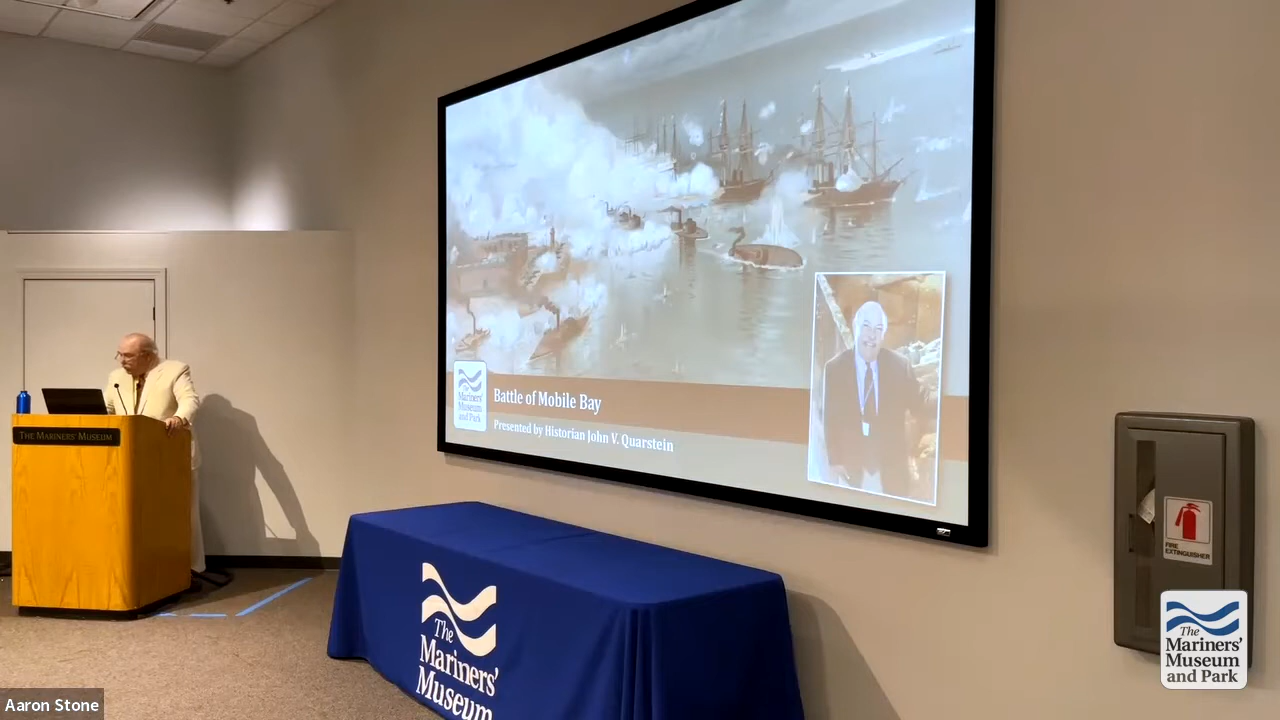 The
Mariners'
Museum
and Park
Battle of Mobile Bay
Presented by Historian John V. Quarstein
THE MARINERS' MUSEUM
The
Mariners'
Museum
FIRE
EXTINGUISHER
The
Mariners'
Museum
and Park
Aaron Stone